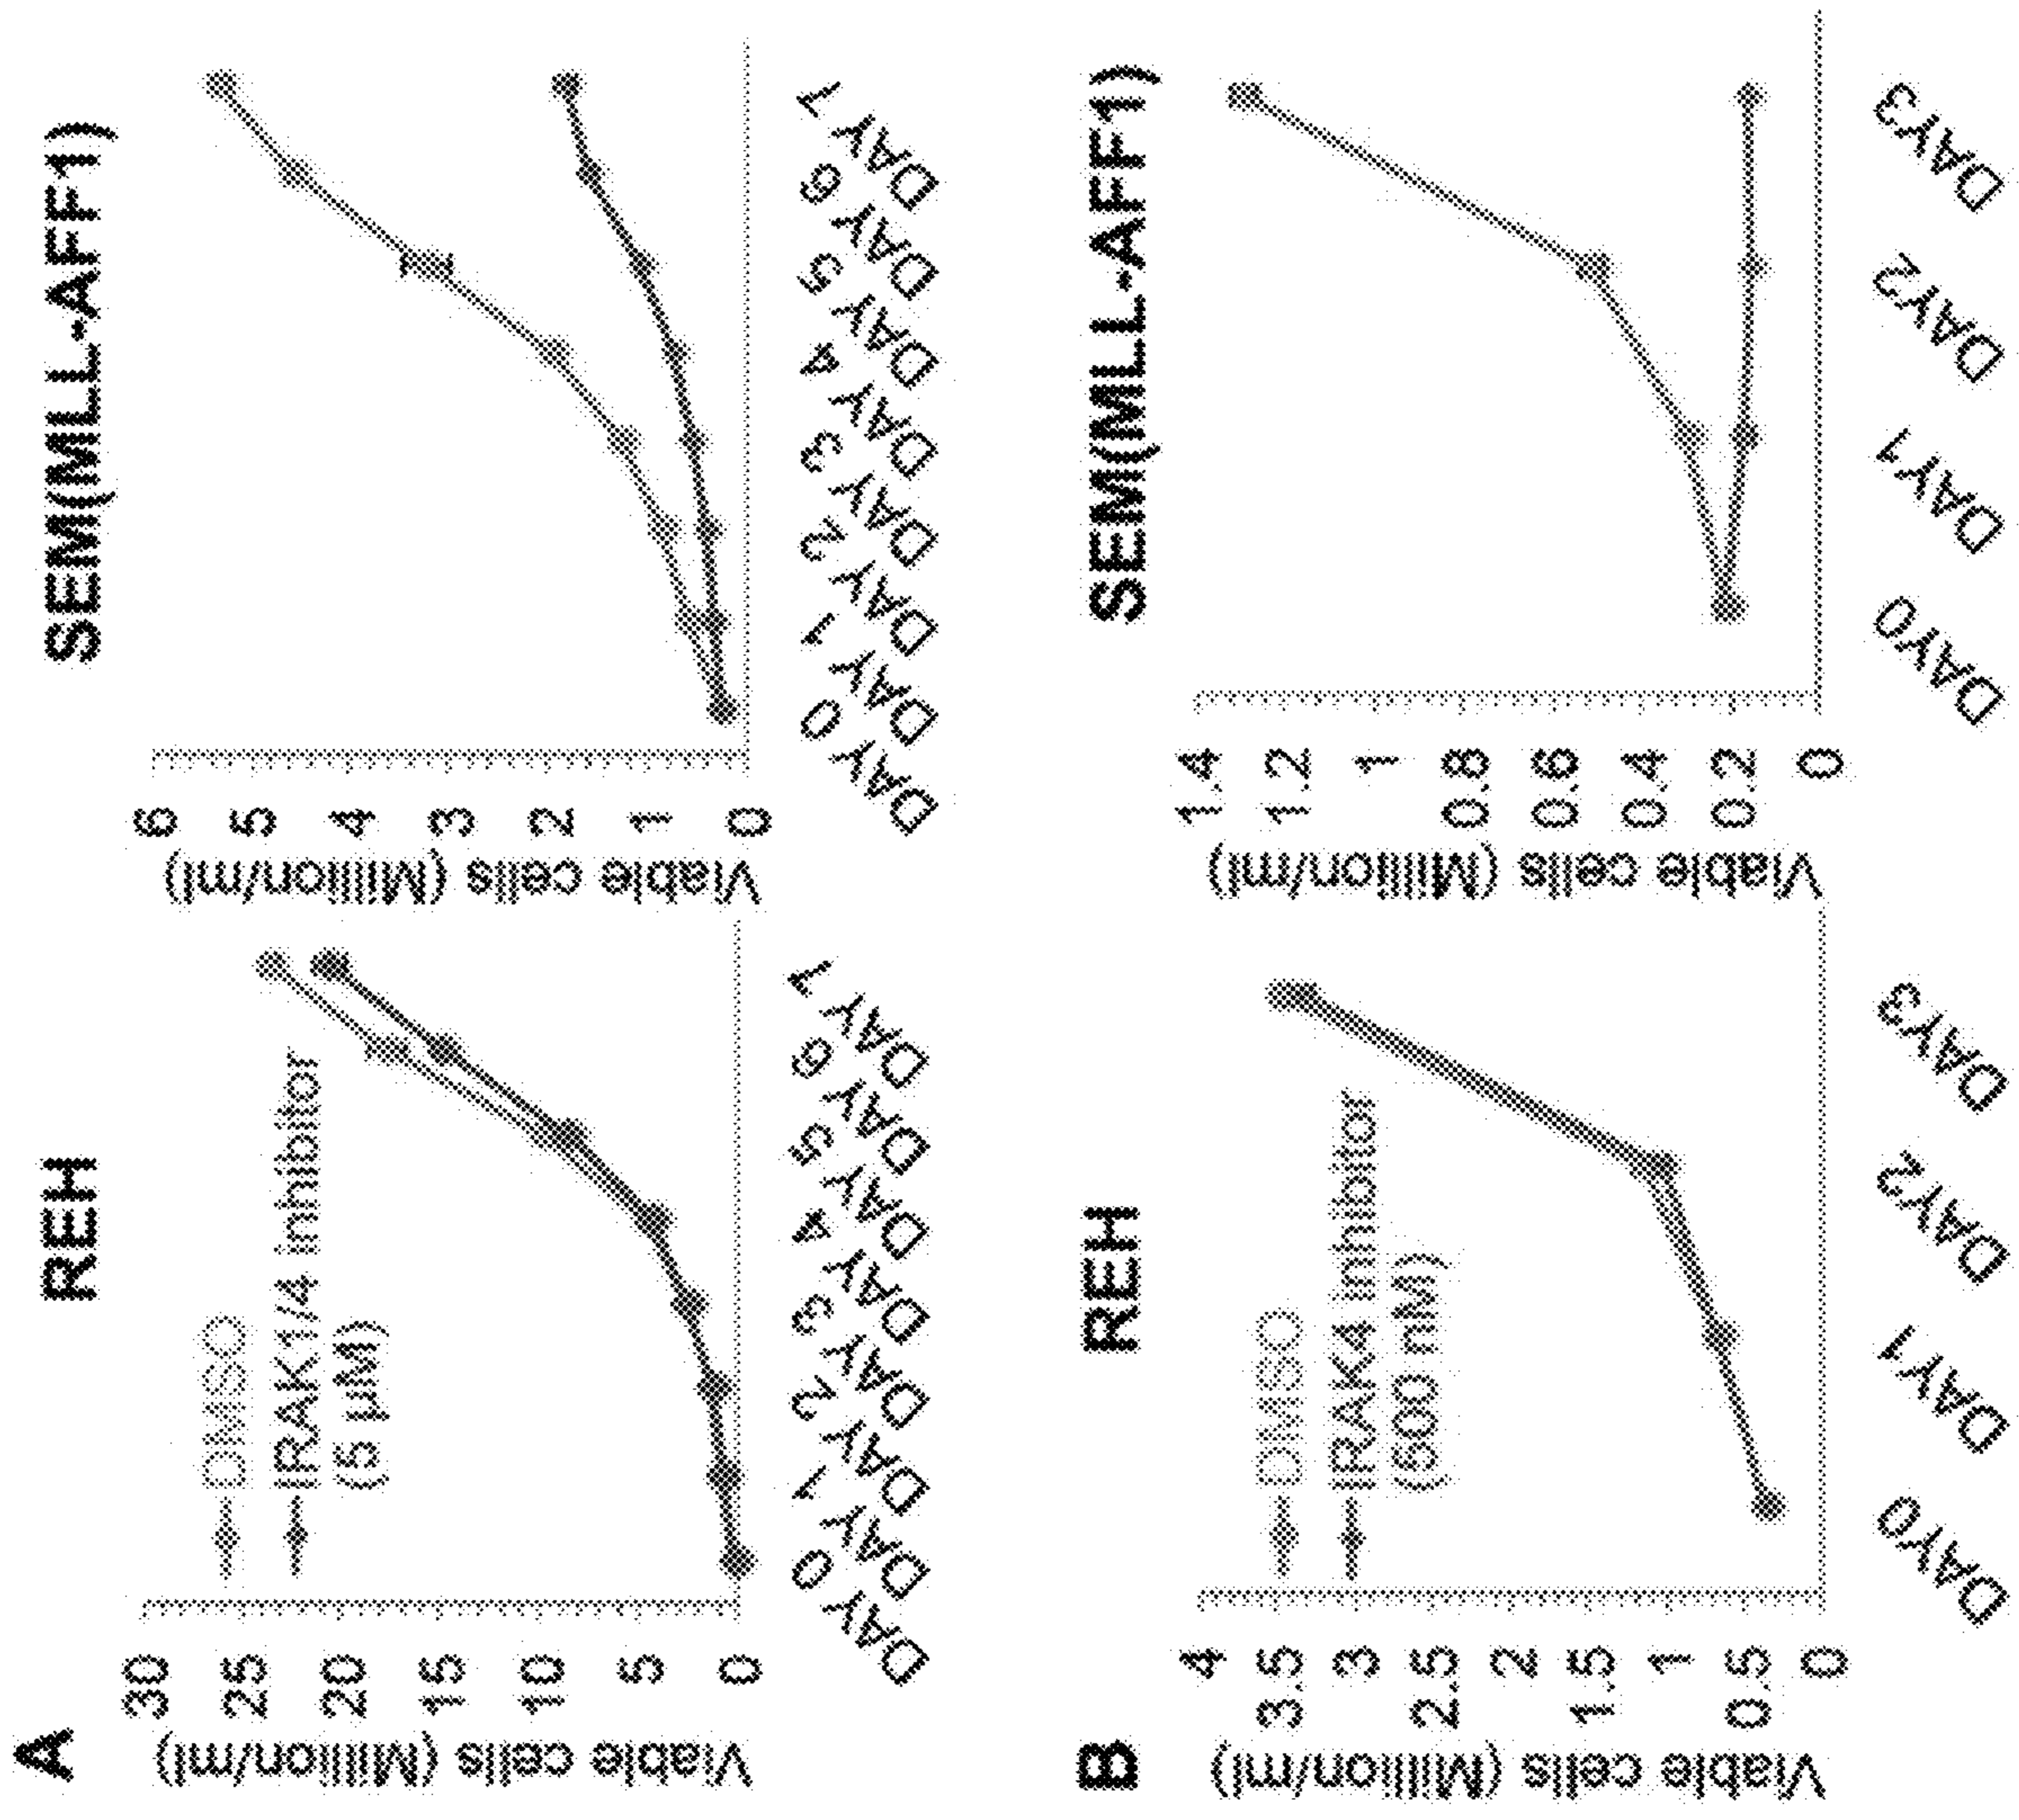 A
REH
Viable cells (Million/ml)
30
25
20
15
10
5
0
DMSO
IRAK1/4 inhibitor
(5 µM)
DAY 0
DAY 1
DAY 2
DAY 3
DAY 4
DAY 5
DAY 6
DAY 7
SEM(MLL-AFF1)
Viable cells (Million/ml)
6
5
4
3
2
1
0
DAY 0
DAY 1
DAY 2
DAY 3
DAY 4
DAY 5
DAY 6
DAY 7
B
REH
Viable cells (Million/ml)
4
3.5
3
2.5
2
1.5
1
0.5
0
DMSO
IRAK4 inhibitor
(500 nM)
DAY0
DAY1
DAY2
DAY3
SEM(MLL-AFF1)
Viable cells (Million/ml)
1.4
1.2
1
0.8
0.6
0.4
0.2
0
DAY0
DAY1
DAY2
DAY3